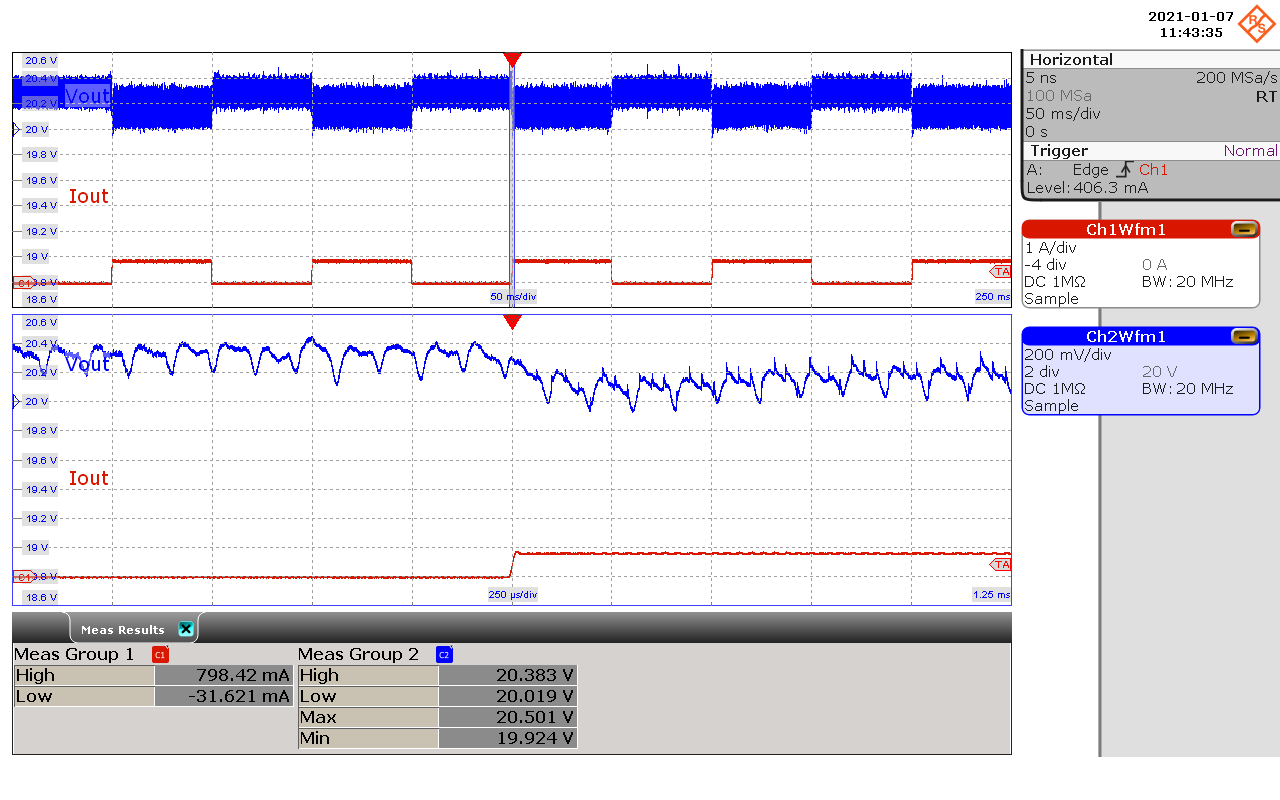 2021-01-07
11:43:35
R&S
20.6 V
20.4 V
Vout
20.2 V
20 V
19.8 V
19.6 V
Iout
19.4 V
19.2 V
19 V
C1 18.8 V
TA
18.6 V
50 ms/div
250 ms
20.6 V
20.4 V
Vout
20.2 V
20 V
19.8 V
19.6 V
Iout
19.4 V
19.2 V
19 V
C1 18.8 V
TA
18.6 V
250 µs/div
1.25 ms
Horizontal
5 ns 200 MSa/s
100 MSa RT
50 ms/div
0 s
Trigger Normal
A: Edge Ch1
Level: 406.3 mA
Ch1Wfm1
1 A/div
-4 div 0 A
DC 1MΩ BW: 20 MHz
Sample
Ch2Wfm1
200 mV/div
2 div 20 V
DC 1MΩ BW: 20 MHz
Sample
Meas Results
Meas Group 1 C1
High 798.42 mA
Low -31.621 mA
Meas Group 2 C2
High 20.383 V
Low 20.019 V
Max 20.501 V
Min 19.924 V